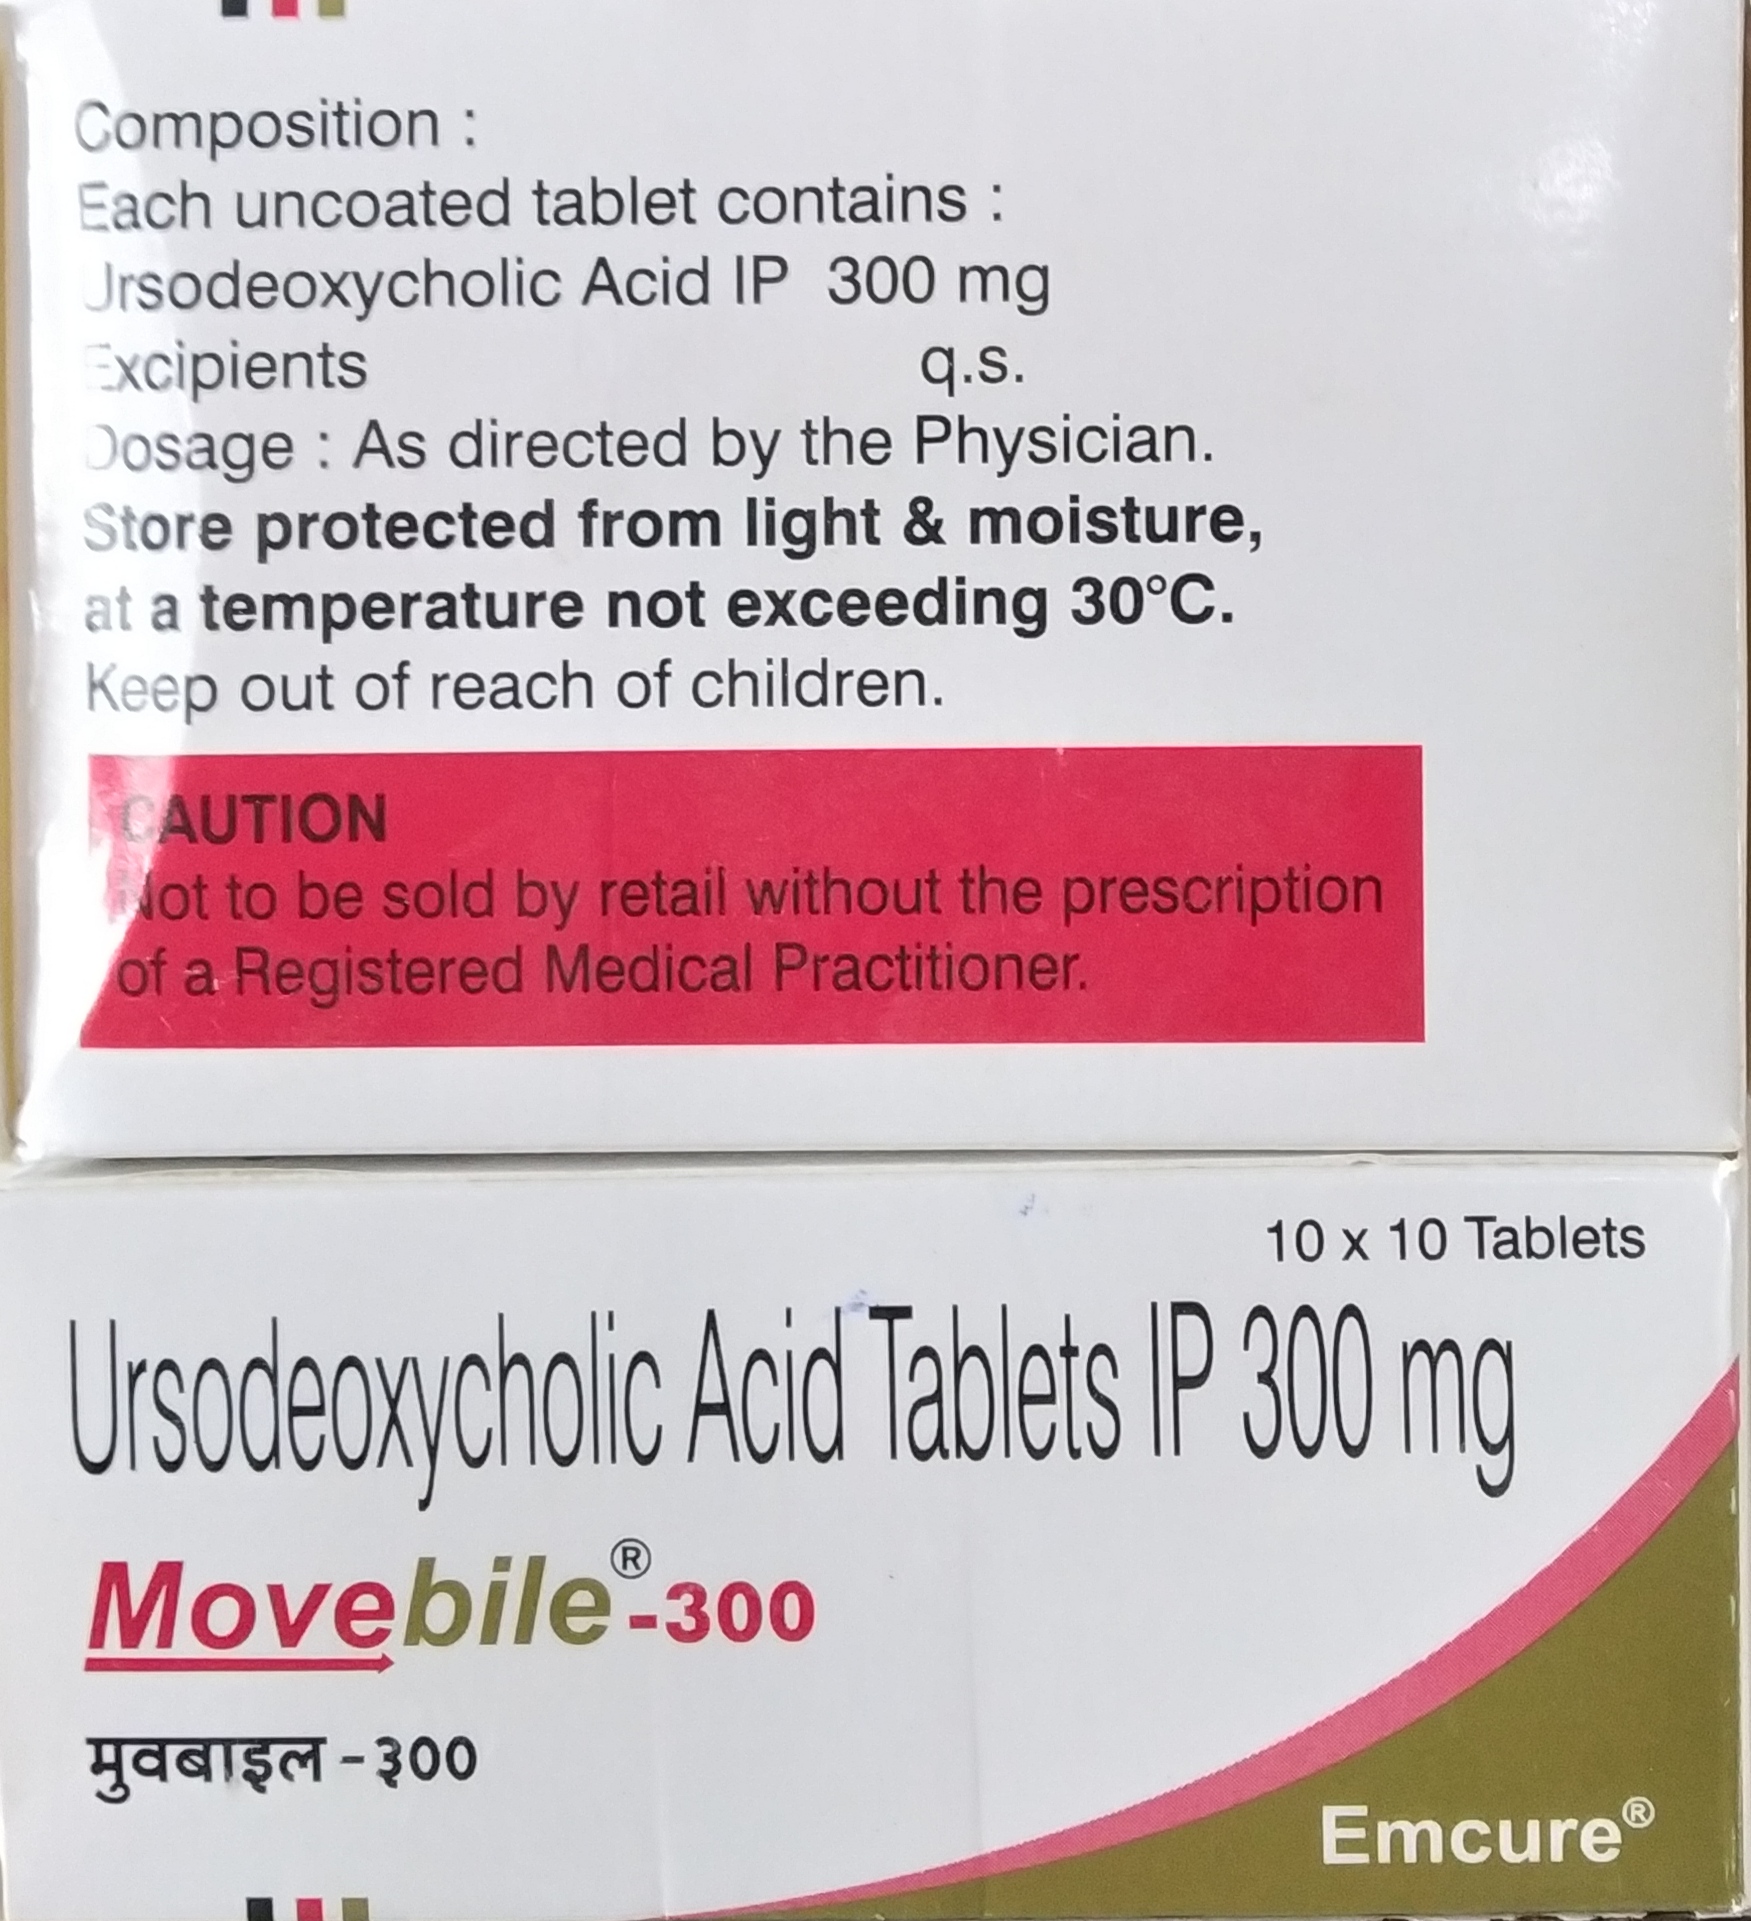 Composition :
Each uncoated tablet contains :
Ursodeoxycholic Acid IP 300 mg
Excipients q.s.
Dosage : As directed by the Physician.
Store protected from light & moisture,
at a temperature not exceeding 30°C.
Keep out of reach of children.
CAUTION
Not to be sold by retail without the prescription
of a Registered Medical Practitioner.
10 x 10 Tablets
Ursodeoxycholic Acid Tablets IP 300 mg
Movebile®-300
मुवबाइल -३००
Emcure®